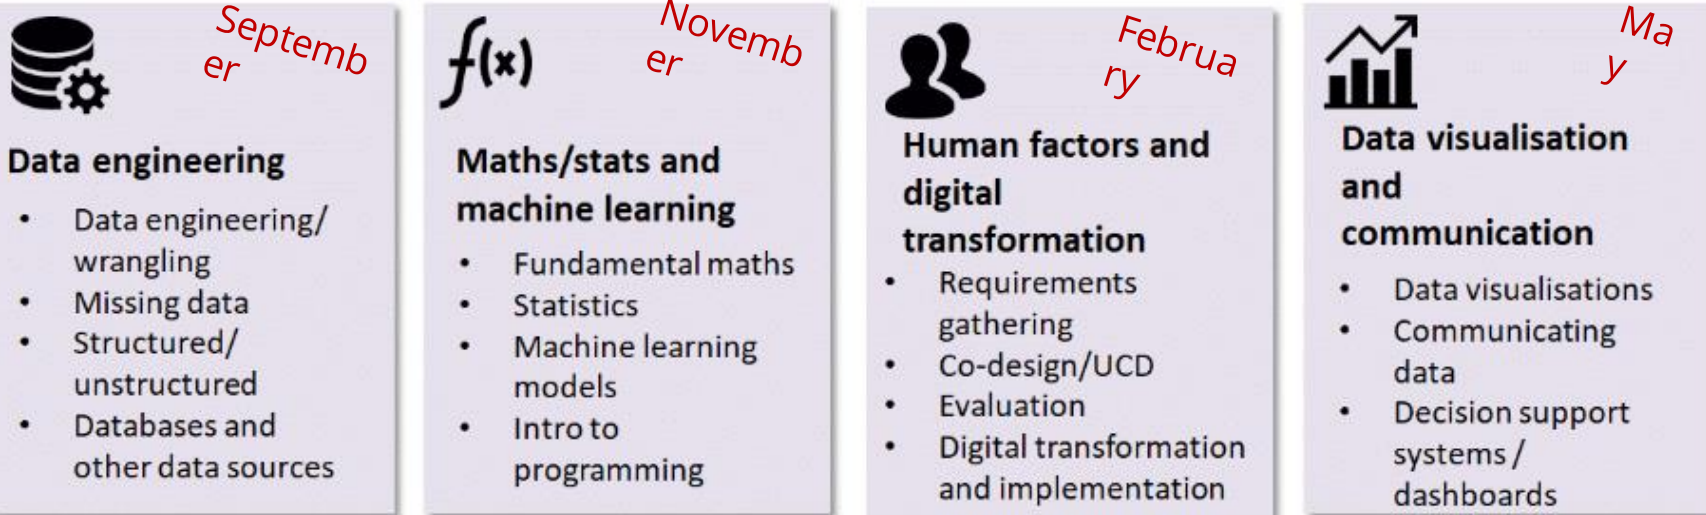 Septemb
er
Data engineering
• Data engineering/
wrangling
• Missing data
• Structured/
unstructured
• Databases and
other data sources
f(x)
Novemb
er
Maths/stats and
machine learning
• Fundamental maths
• Statistics
• Machine learning
models
• Intro to
programming
Februa
ry
Human factors and
digital
transformation
• Requirements
gathering
• Co-design/UCD
• Evaluation
• Digital transformation
and implementation
Ma
y
Data visualisation
and
communication
• Data visualisations
• Communicating
data
• Decision support
systems /
dashboards